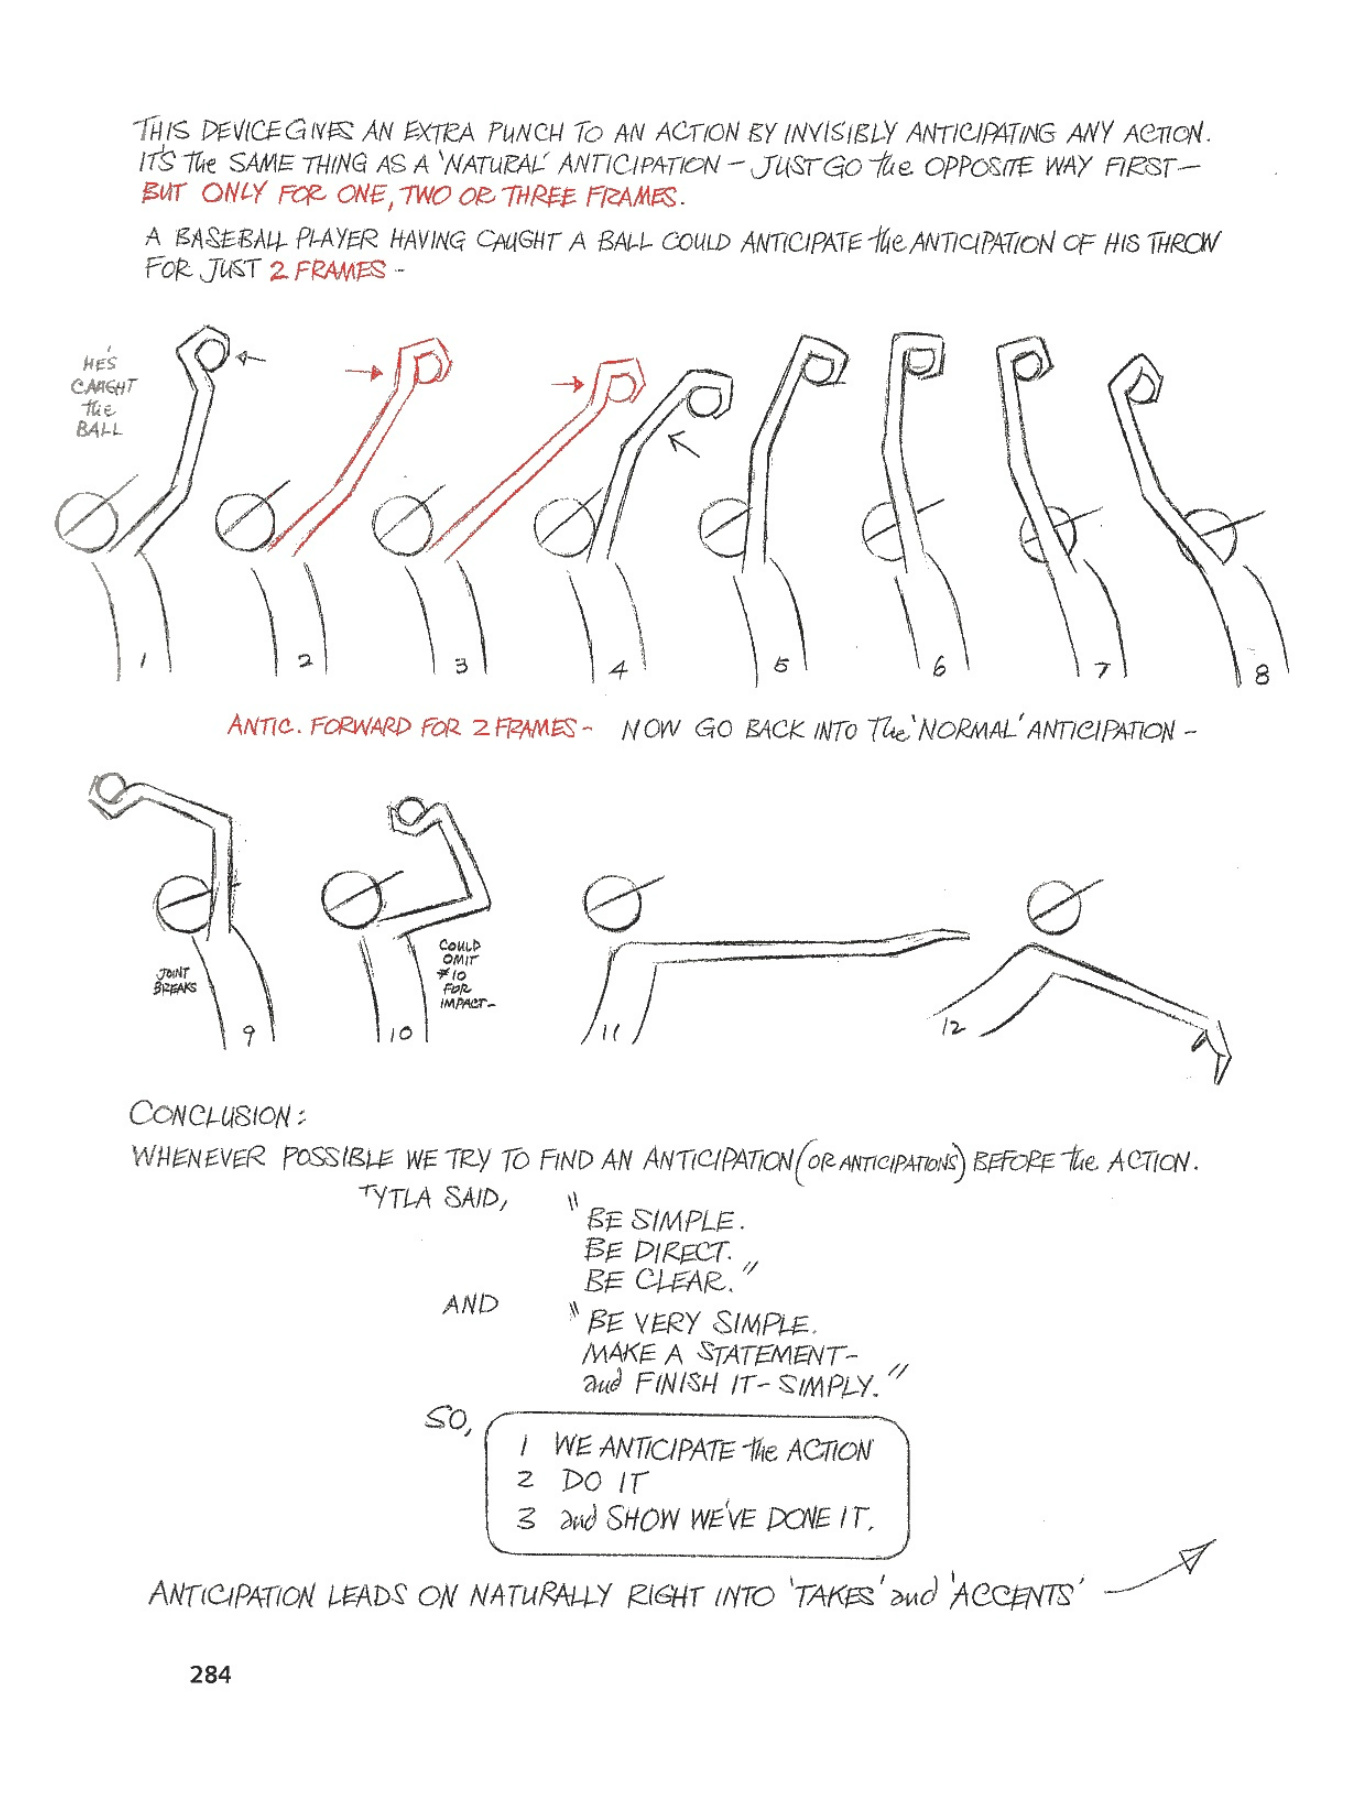 THIS DEVICE GIVES AN EXTRA PUNCH TO AN ACTION BY INVISIBLY ANTICIPATING ANY ACTION.
IT'S the SAME THING AS A 'NATURAL' ANTICIPATION – JUST GO the OPPOSITE WAY FIRST –
BUT ONLY FOR ONE, TWO OR THREE FRAMES.
A BASEBALL PLAYER HAVING CAUGHT A BALL COULD ANTICIPATE the ANTICIPATION OF HIS THROW
FOR JUST 2 FRAMES –
HE'S
CAUGHT
the
BALL
1
2
3
4
5
6
7
8
ANTIC. FORWARD FOR 2 FRAMES – NOW GO BACK INTO The 'NORMAL' ANTICIPATION –
JOINT
BREAKS
9
10
COULD
OMIT
#10
FOR
IMPACT –
11
12
CONCLUSION:
WHENEVER POSSIBLE WE TRY TO FIND AN ANTICIPATION (OR ANTICIPATIONS) BEFORE the ACTION.
TYTLA SAID,
"BE SIMPLE.
BE DIRECT.
BE CLEAR."
AND
"BE VERY SIMPLE.
MAKE A STATEMENT –
and FINISH IT – SIMPLY."
SO,
1 WE ANTICIPATE the ACTION
2 DO IT
3 and SHOW WE'VE DONE IT.
ANTICIPATION LEADS ON NATURALLY RIGHT INTO 'TAKES' and 'ACCENTS'
284